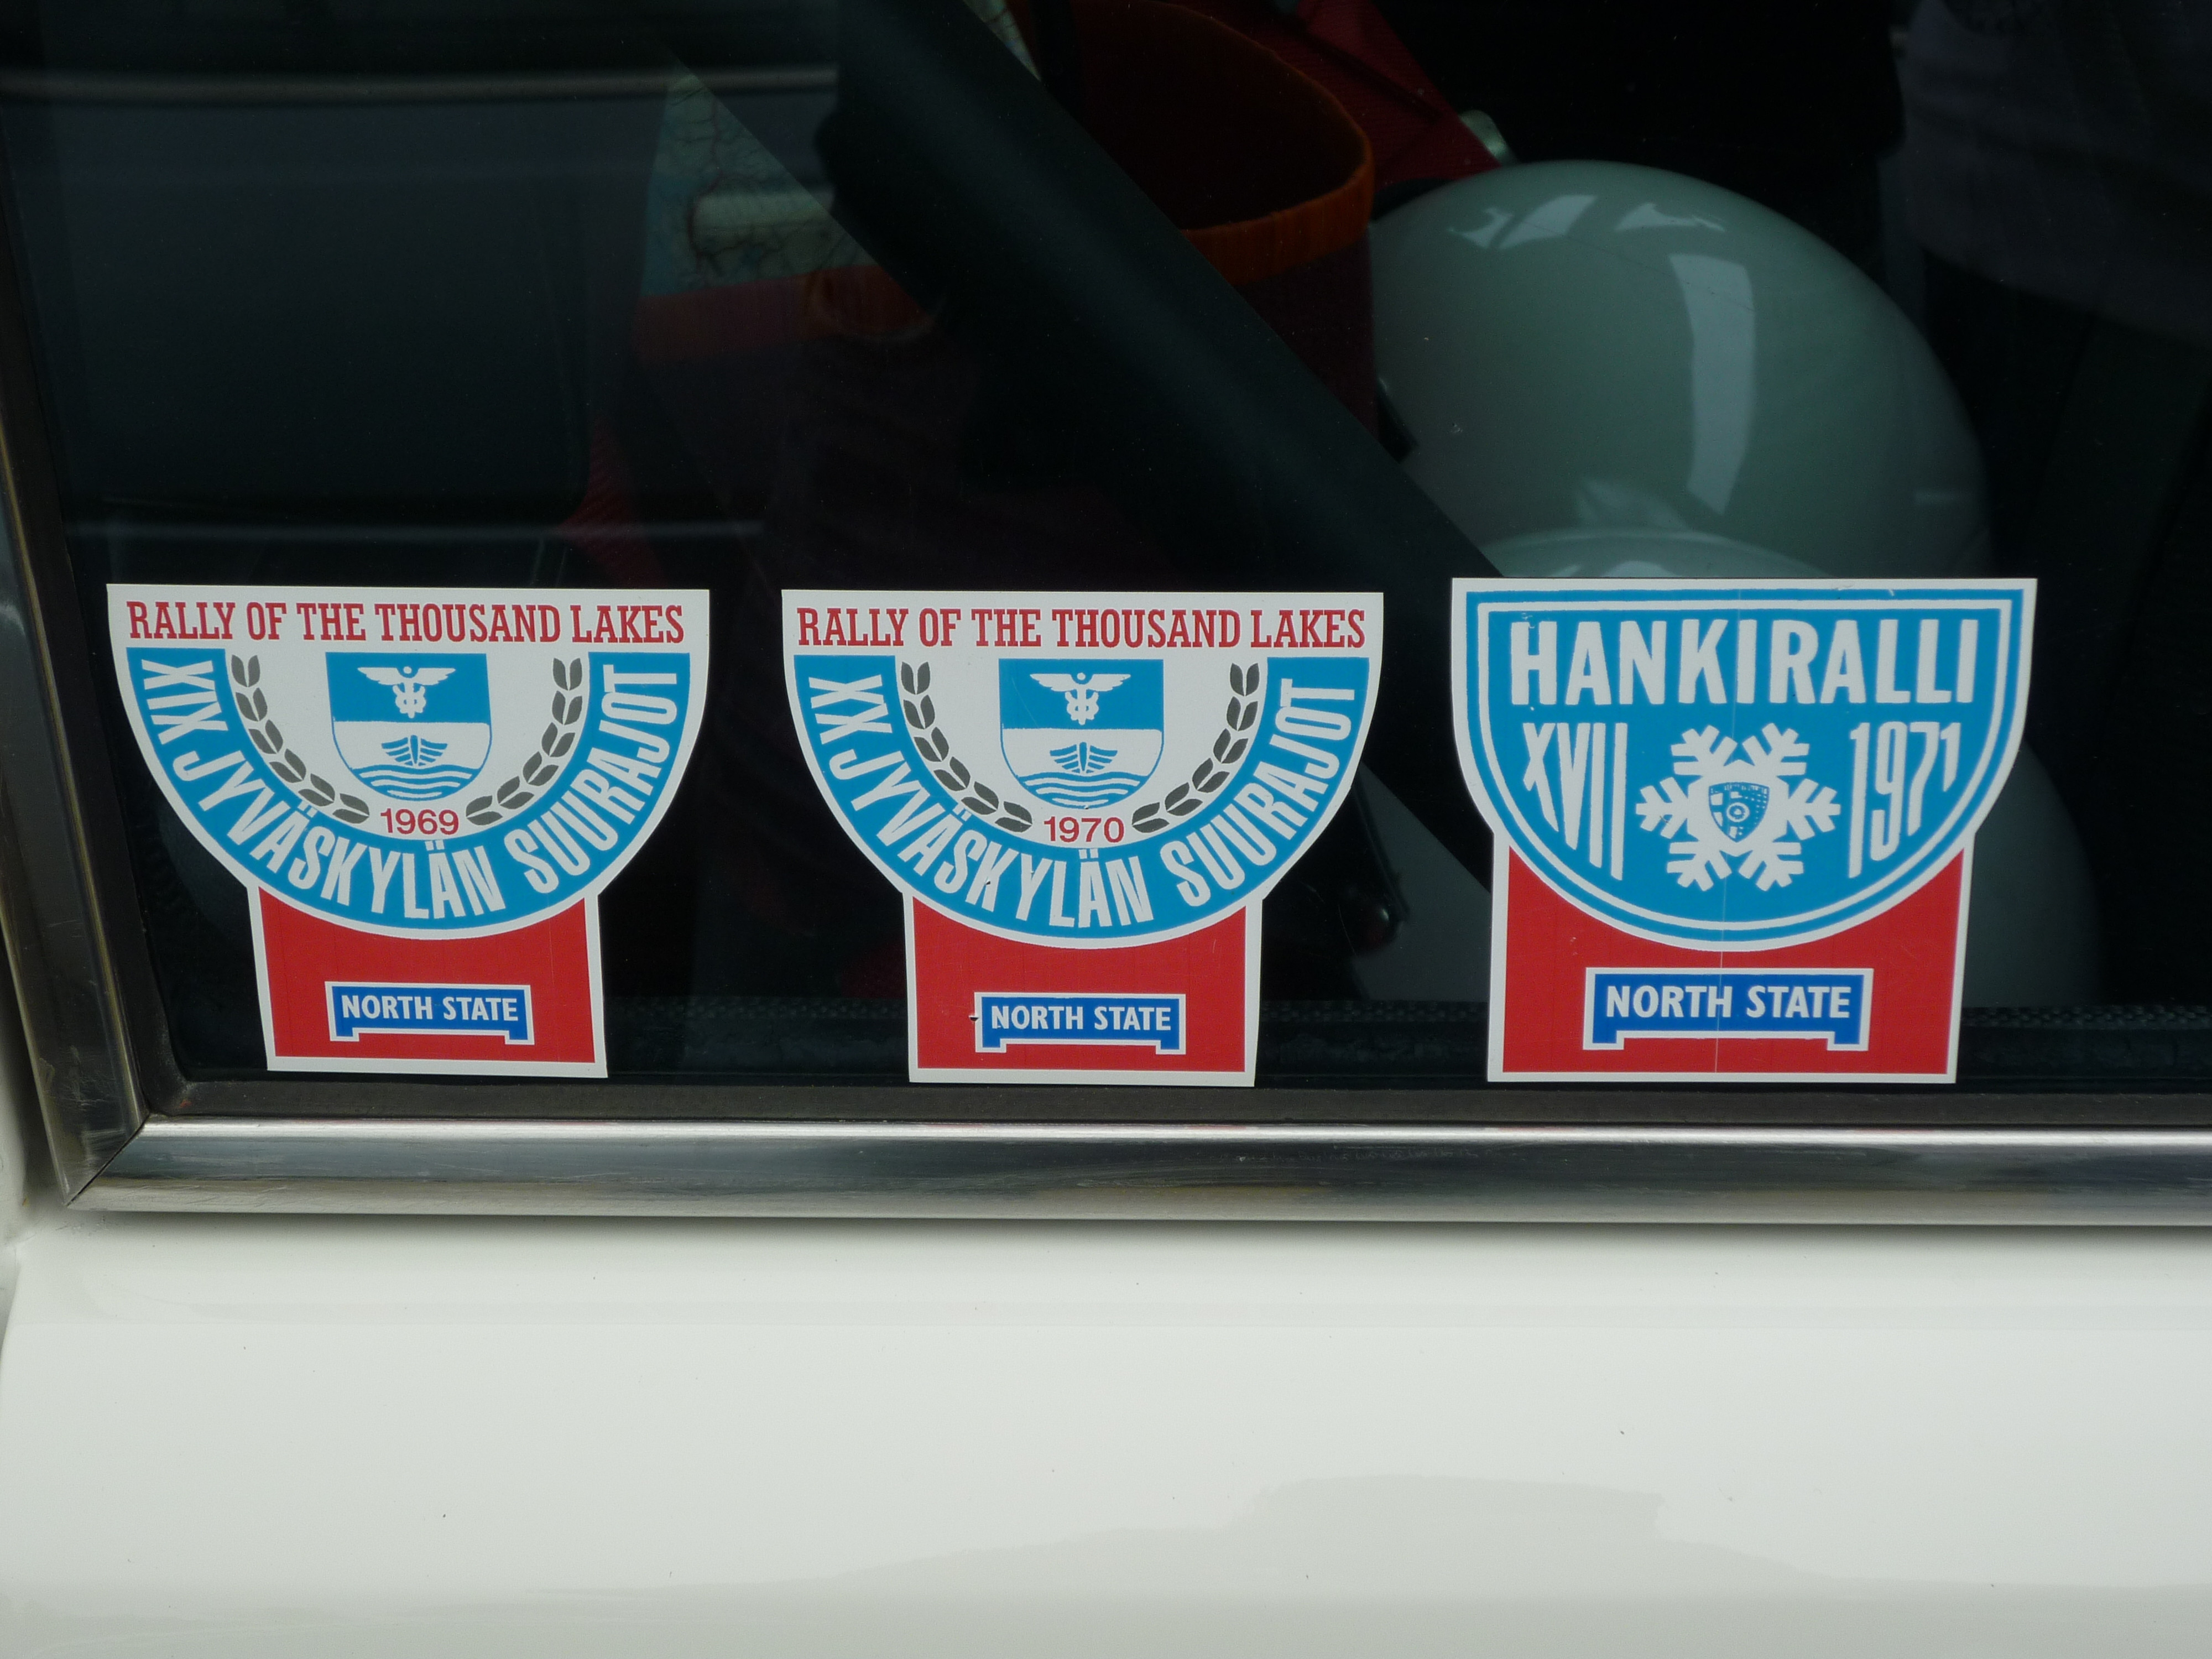 RALLY OF THE THOUSAND LAKES
XIX JYVÄSKYLÄN SUURAJOT
1969
NORTH STATE
RALLY OF THE THOUSAND LAKES
XX JYVÄSKYLÄN SUURAJOT
1970
NORTH STATE
HANKIRALLI
XVII 1971
NORTH STATE